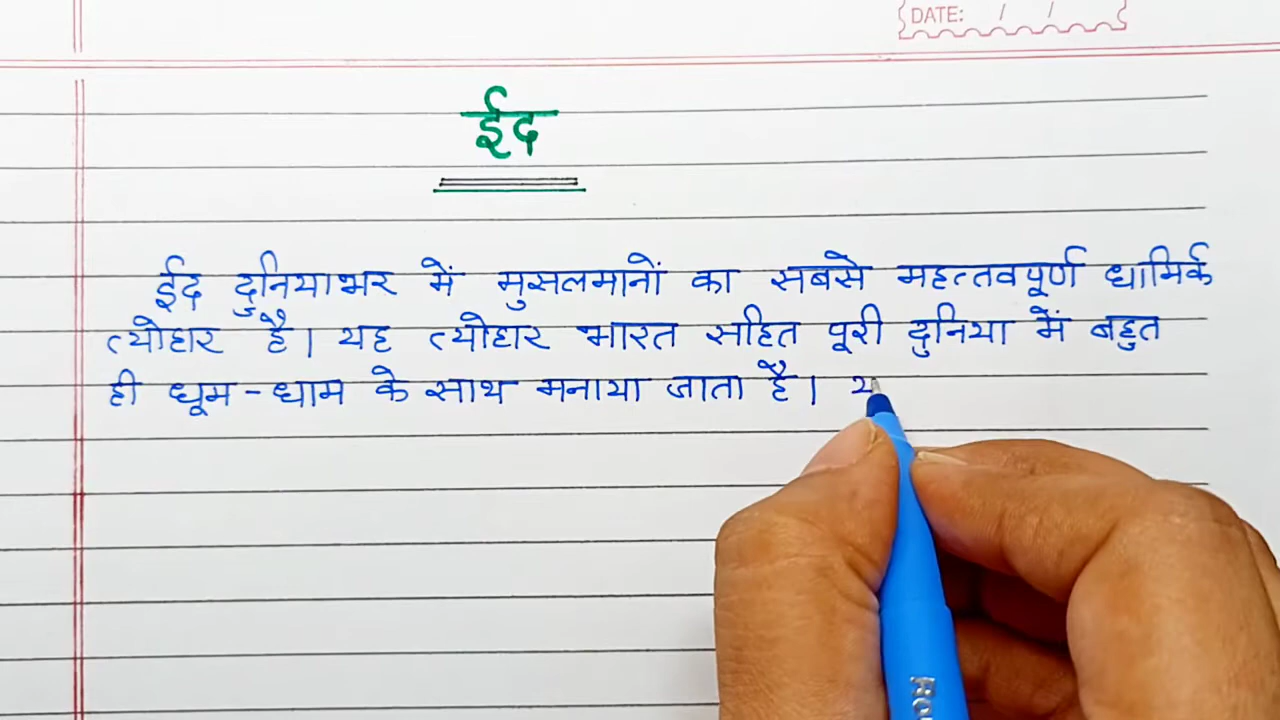 DATE: / /
ईद
ईद दुनियाभर में मुसलमानों का सबसे महत्तवपूर्ण धामिर्क
त्योहार है। यह त्योहार भारत सहित पूरी दुनिया में बहुत
ही धूम-धाम के साथ मनाया जाता है। य